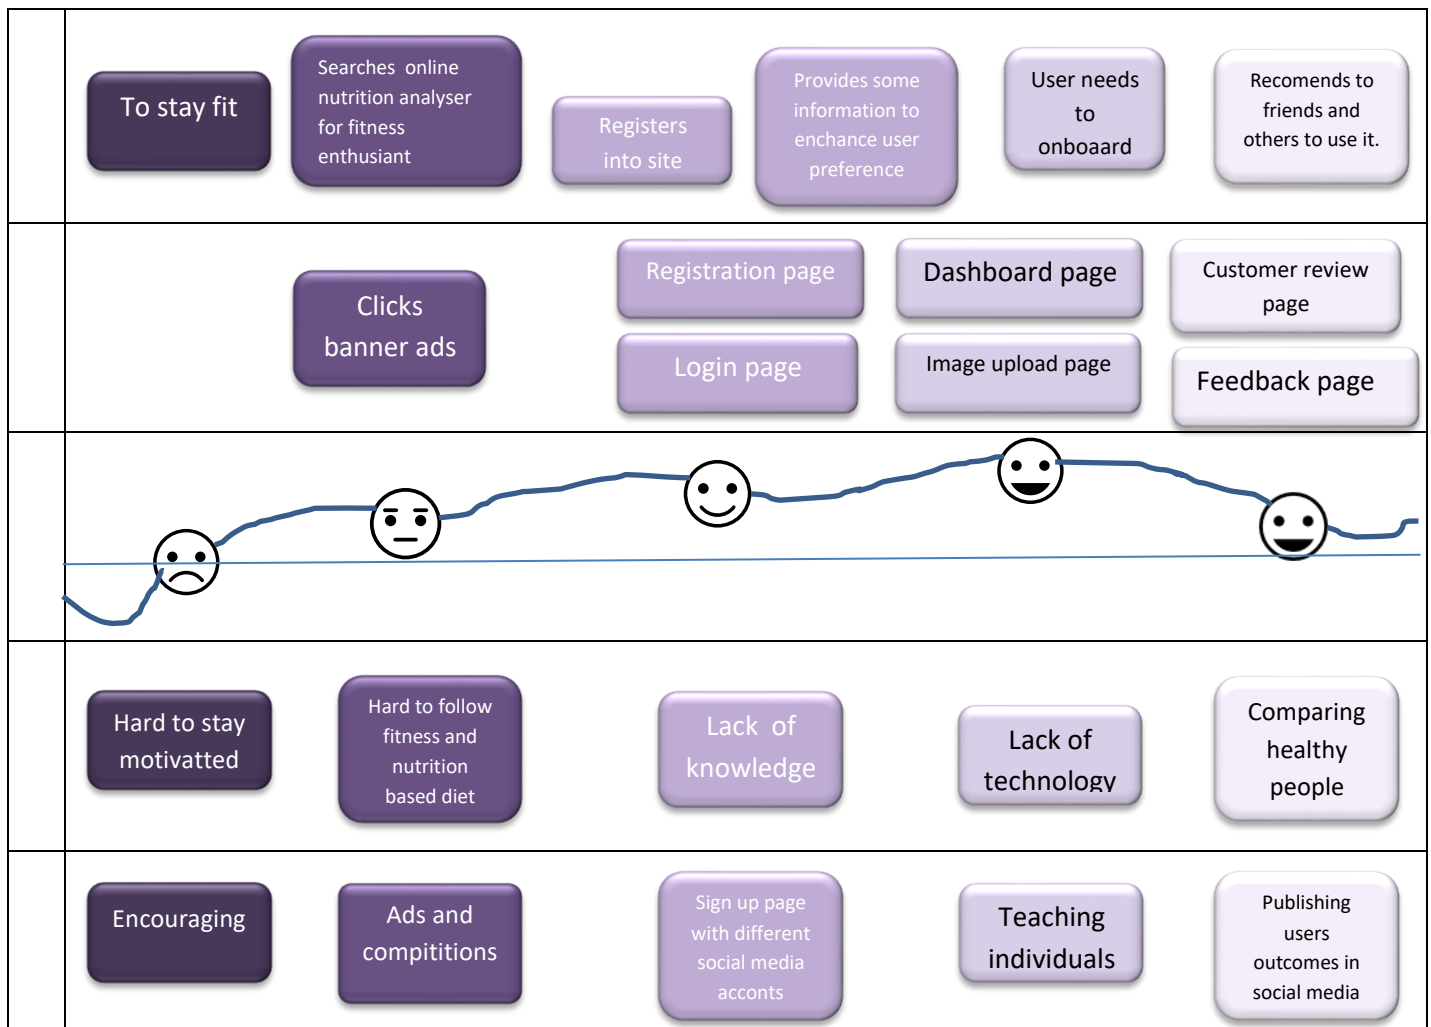 To stay fit
Searches online
nutrition analyser
for fitness
enthusiant
Registers
into site
Provides some
information to
enchance user
preference
User needs
to
onboaard
Recomends to
friends and
others to use it.
Clicks
banner ads
Registration page
Dashboard page
Customer review
page
Login page
Image upload page
Feedback page
Hard to stay
motivatted
Hard to follow
fitness and
nutrition
based diet
Lack of
knowledge
Lack of
technology
Comparing
healthy
people
Encouraging
Ads and
compititions
Sign up page
with different
social media
acconts
Teaching
individuals
Publishing
users
outcomes in
social media